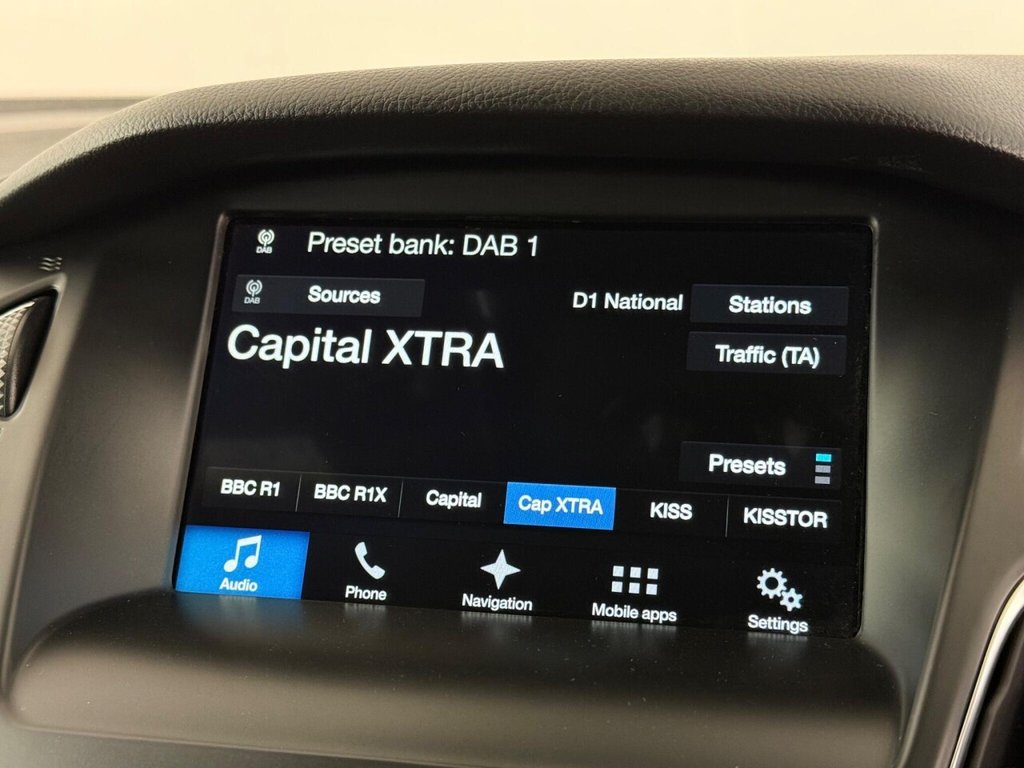 DAB Preset bank: DAB 1
DAB Sources D1 National Stations
Capital XTRA Traffic (TA)
Presets
BBC R1 BBC R1X Capital Cap XTRA KISS KISSTOR
Audio Phone Navigation Mobile apps Settings